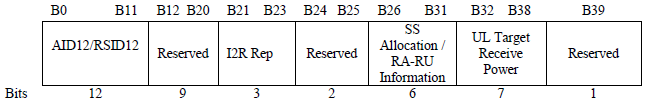 B0 B11 B12 B20 B21 B23 B24 B25 B26 B31 B32 B38 B39
AID12/RSID12 Reserved I2R Rep Reserved SS Allocation / RA-RU Information UL Target Receive Power Reserved
Bits 12 9 3 2 6 7 1